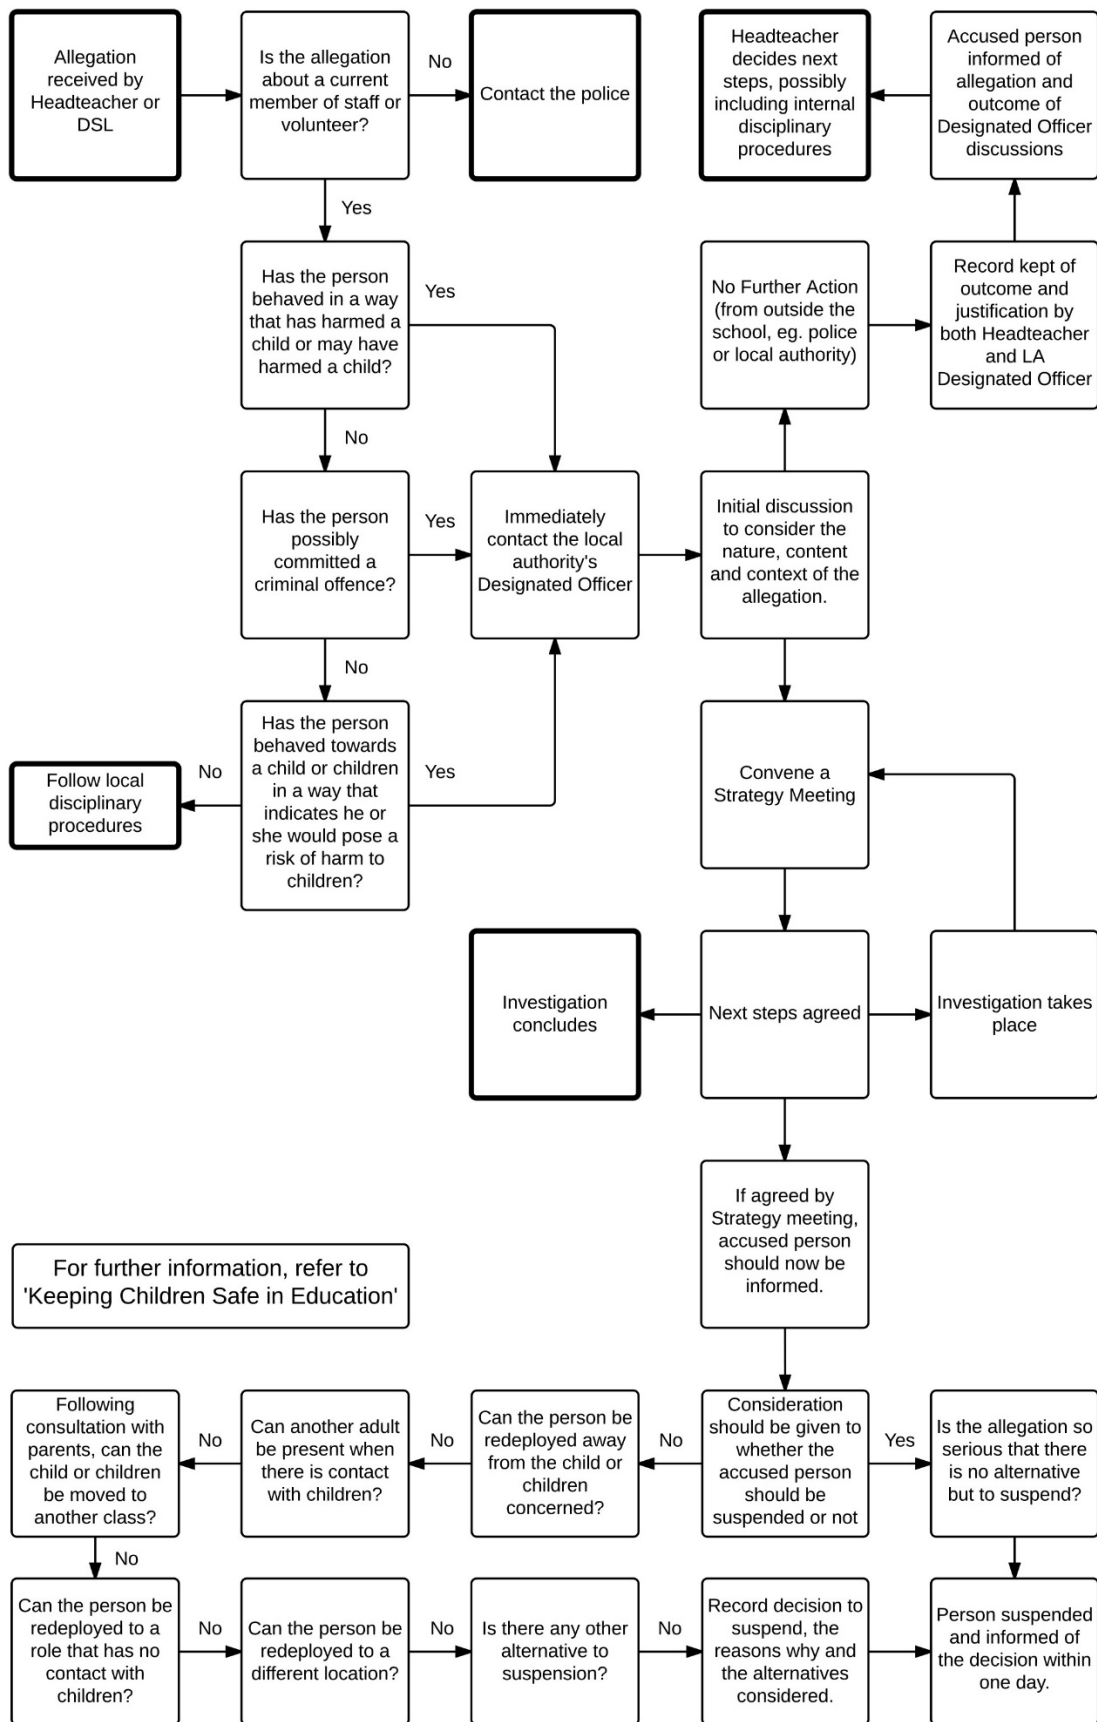 Allegation
received by
Headteacher or
DSL
Is the allegation
about a current
member of staff or
volunteer?
No
Contact the police
Headteacher
decides next
steps, possibly
including internal
disciplinary
procedures
Accused person
informed of
allegation and
outcome of
Designated Officer
discussions
Yes
Has the person
behaved in a way
that has harmed a
child or may have
harmed a child?
Yes
No Further Action
(from outside the
school, eg. police
or local authority)
Record kept of
outcome and
justification by
both Headteacher
and LA
Designated Officer
No
Has the person
possibly
committed a
criminal offence?
Yes
Immediately
contact the local
authority's
Designated Officer
Initial discussion
to consider the
nature, content
and context of the
allegation.
No
Follow local
disciplinary
procedures
No
Has the person
behaved towards
a child or children
in a way that
indicates he or
she would pose a
risk of harm to
children?
Yes
Convene a
Strategy Meeting
Investigation
concludes
Next steps agreed
Investigation takes
place
If agreed by
Strategy meeting,
accused person
should now be
informed.
For further information, refer to
'Keeping Children Safe in Education'
Following
consultation with
parents, can the
child or children
be moved to
another class?
No
Can another adult
be present when
there is contact
with children?
No
Can the person be
redeployed away
from the child or
children
concerned?
No
Consideration
should be given to
whether the
accused person
should be
suspended or not
Yes
Is the allegation so
serious that there
is no alternative
but to suspend?
No
Can the person be
redeployed to a
role that has no
contact with
children?
No
Can the person be
redeployed to a
different location?
No
Is there any other
alternative to
suspension?
No
Record decision to
suspend, the
reasons why and
the alternatives
considered.
Person suspended
and informed of
the decision within
one day.